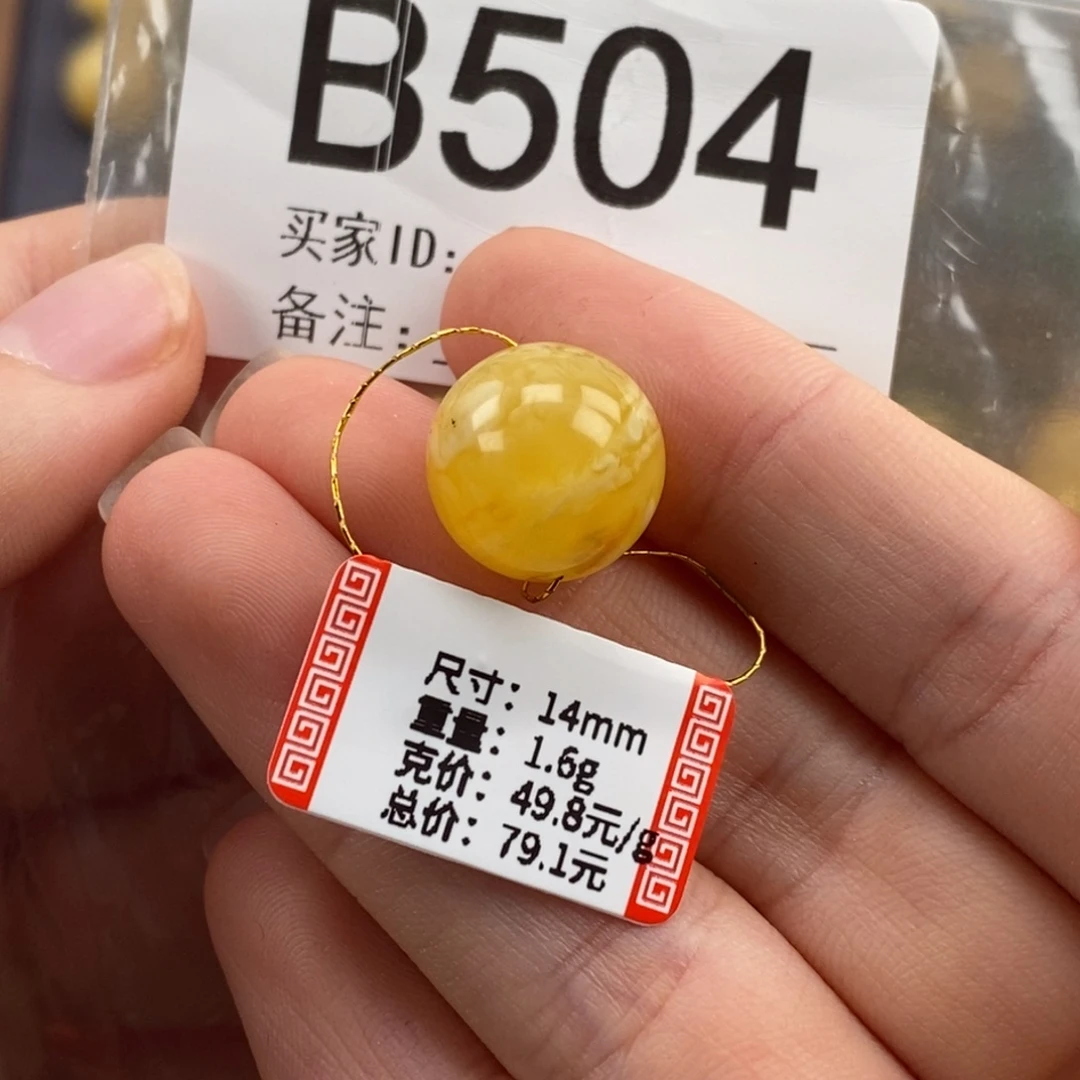 B504
买家ID:
备注:
尺寸: 14mm
重量: 1.6g
克价: 49.8元/g
总价: 79.1元